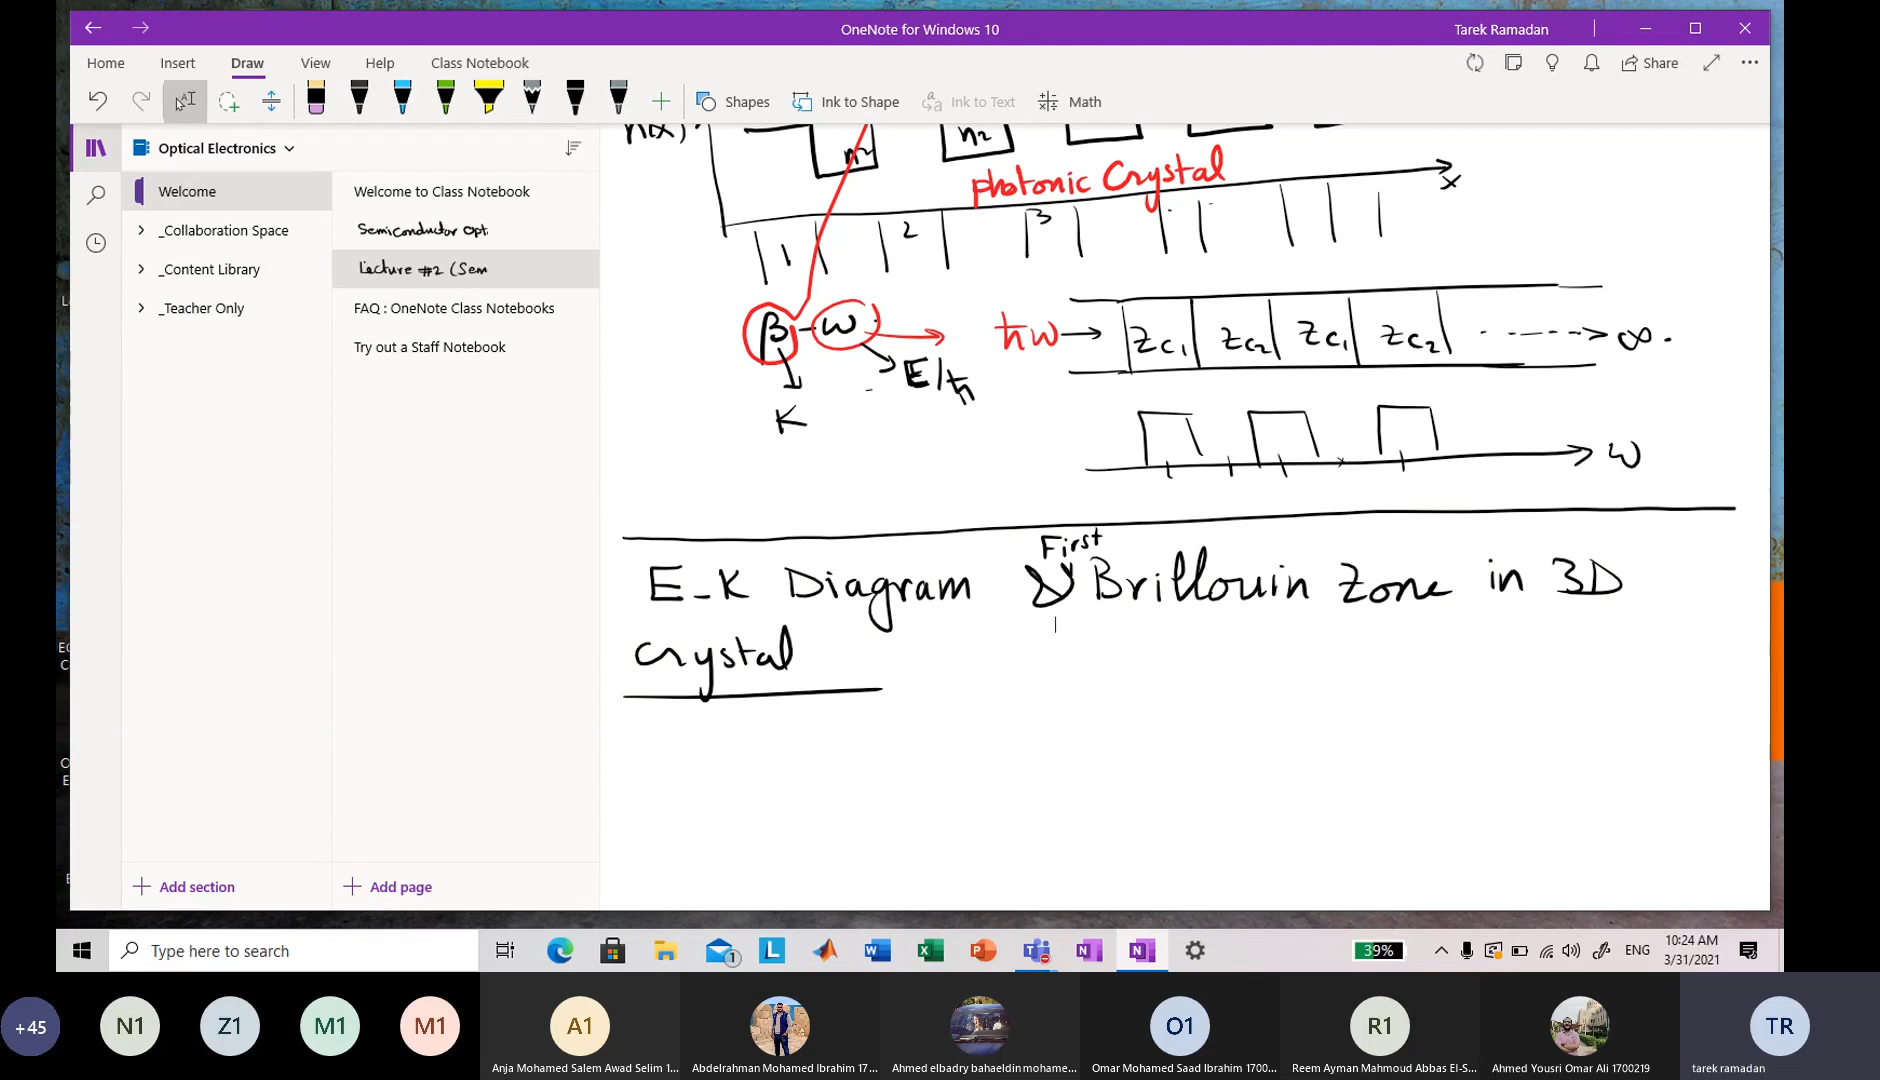 OneNote for Windows 10
Tarek Ramadan
Home Insert Draw View Help Class Notebook
Share
Shapes Ink to Shape Ink to Text Math
Optical Electronics
Welcome
_Collaboration Space
_Content Library
_Teacher Only
Add section
Welcome to Class Notebook
Semiconductor Opti
Lecture #2 (Sem
FAQ : OneNote Class Notebooks
Try out a Staff Notebook
Add page
n(x)
n2 n2
photonic Crystal
x
1 2 3
β - ω
E/ħ
K
ħω → Zc1 Zc2 Zc1 Zc2 ------> ∞.
ω
First
E-K Diagram & Brillouin Zone in 3D
Crystal
Type here to search
1
39%
ENG
10:24 AM
3/31/2021
+45 N1 Z1 M1 M1 A1 O1 R1 TR
Anja Mohamed Salem Awad Selim 1...
Abdelrahman Mohamed Ibrahim 17...
Ahmed elbadry bahaeldin mohame...
Omar Mohamed Saad Ibrahim 1700...
Reem Ayman Mahmoud Abbas El-S...
Ahmed Yousri Omar Ali 1700219
tarek ramadan